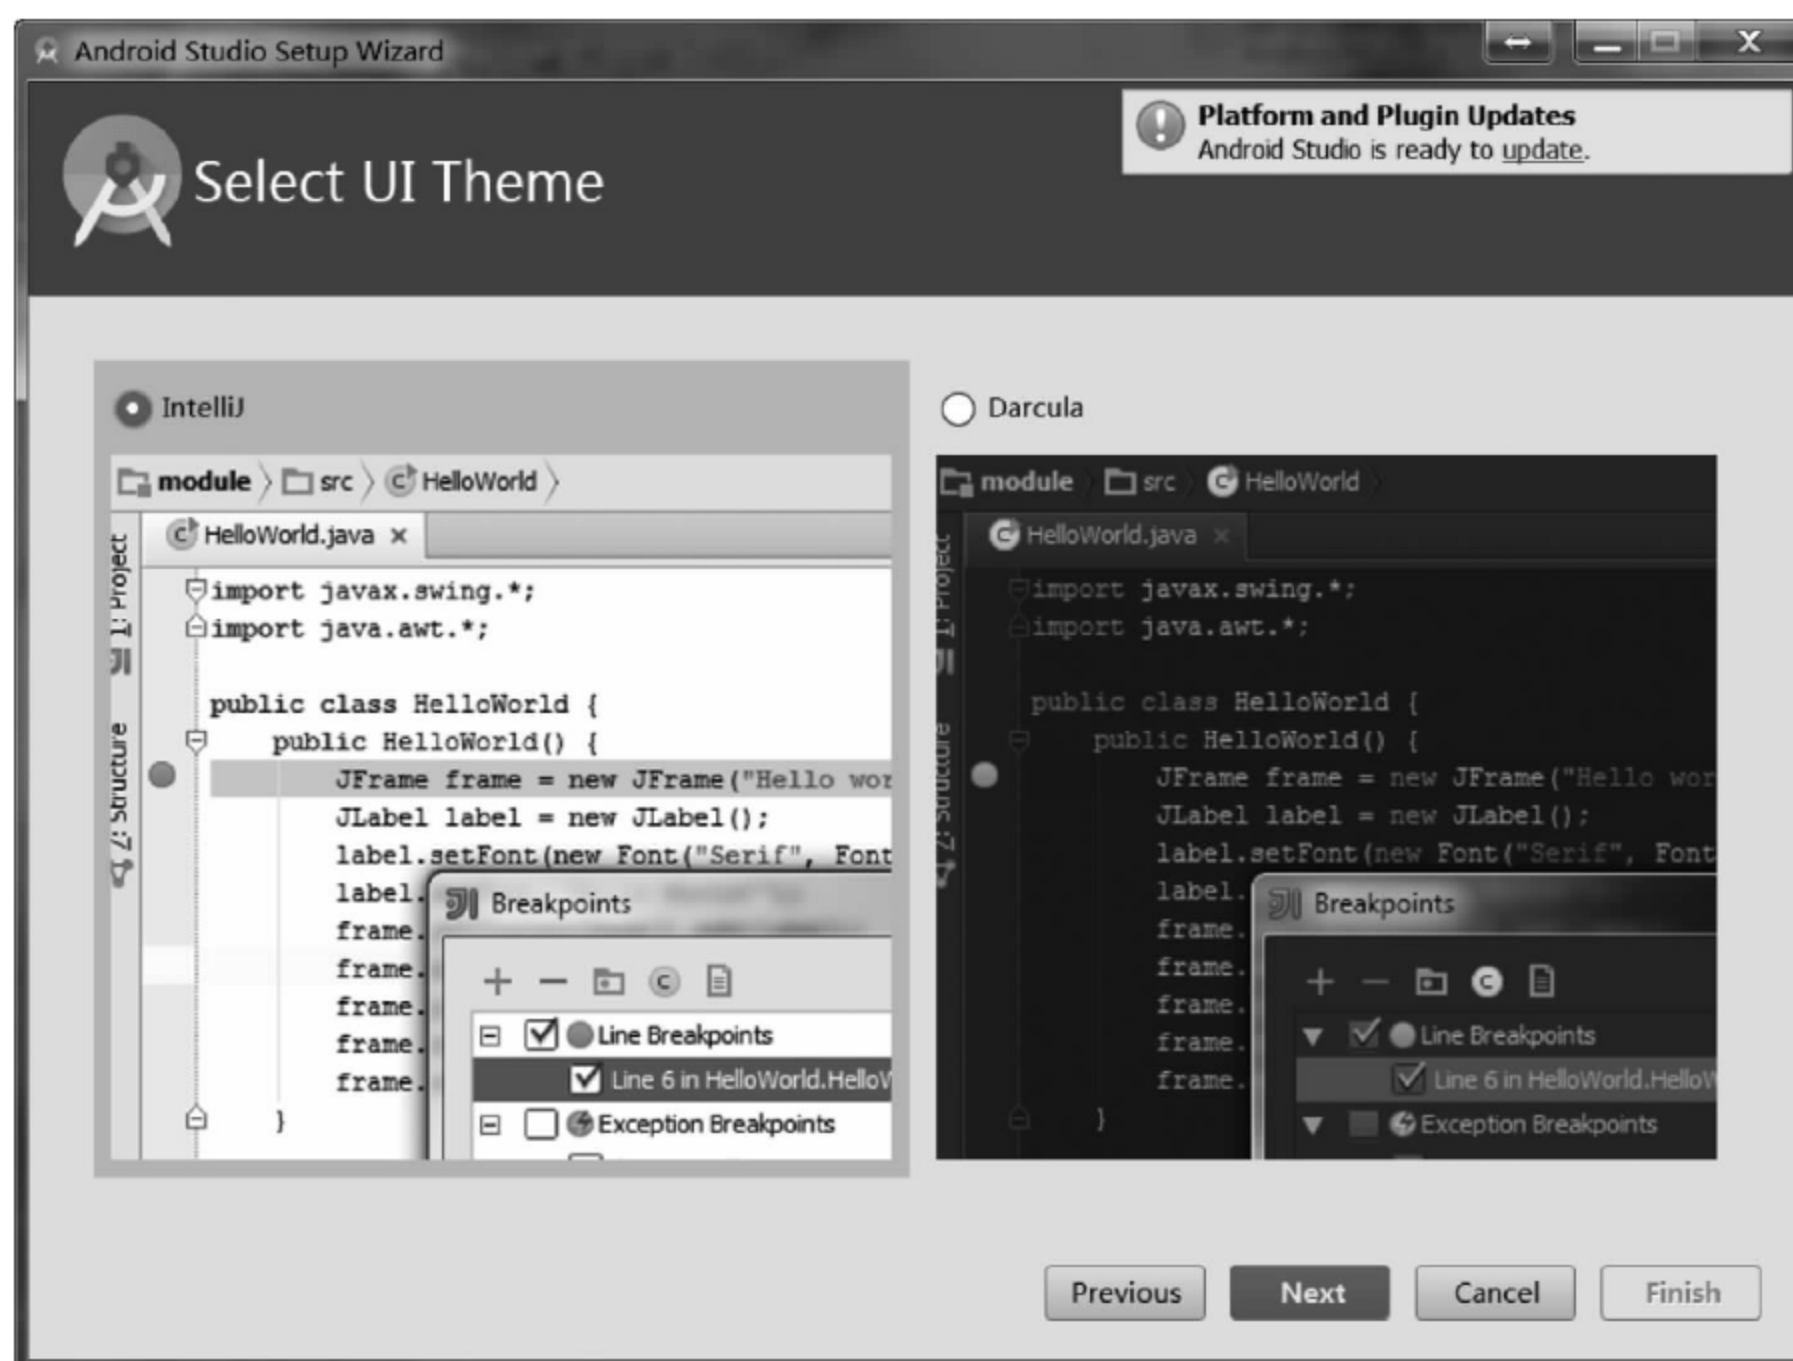 Android Studio Setup Wizard
Platform and Plugin Updates
Android Studio is ready to update.
Select UI Theme
IntelliJ
module src HelloWorld
HelloWorld.java ×
1: Project
2: Structure
import javax.swing.*;
import java.awt.*;
public class HelloWorld {
public HelloWorld() {
JFrame frame = new JFrame("Hello wor
JLabel label = new JLabel();
label.setFont(new Font("Serif", Font
label.
frame.
frame.
frame.
frame.
frame.
}
Breakpoints
Line Breakpoints
Line 6 in HelloWorld.HelloW
Exception Breakpoints
Darcula
module src HelloWorld
HelloWorld.java ×
1: Project
2: Structure
import javax.swing.*;
import java.awt.*;
public class HelloWorld {
public HelloWorld() {
JFrame frame = new JFrame("Hello wor
JLabel label = new JLabel();
label.setFont(new Font("Serif", Font
label.
frame.
frame.
frame.
frame.
frame.
}
Breakpoints
Line Breakpoints
Line 6 in HelloWorld.HelloW
Exception Breakpoints
Previous Next Cancel Finish